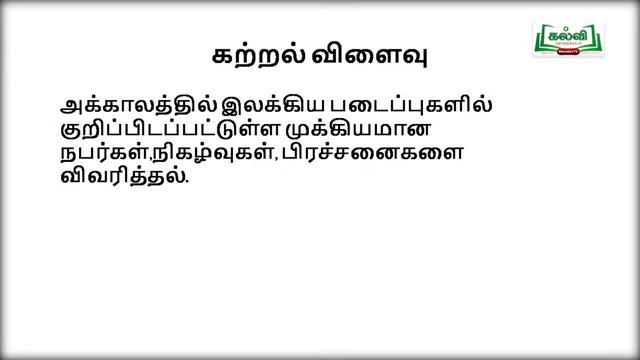 கற்றல் விளைவு
கல்வி
அக்காலத்தில் இலக்கிய படைப்புகளில்
குறிப்பிடப்பட்டுள்ள முக்கியமான
நபர்கள்,நிகழ்வுகள், பிரச்சனைகளை
விவரித்தல்.